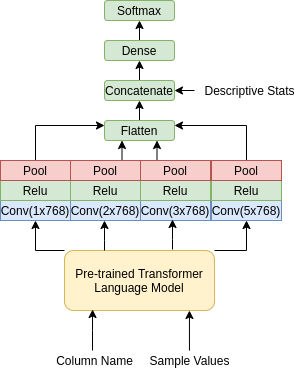 Softmax
Dense
Concatenate
Descriptive Stats
Flatten
Pool Pool Pool Pool
Relu Relu Relu Relu
Conv(1x768) Conv(2x768) Conv(3x768) Conv(5x768)
Pre-trained Transformer
Language Model
Column Name
Sample Values